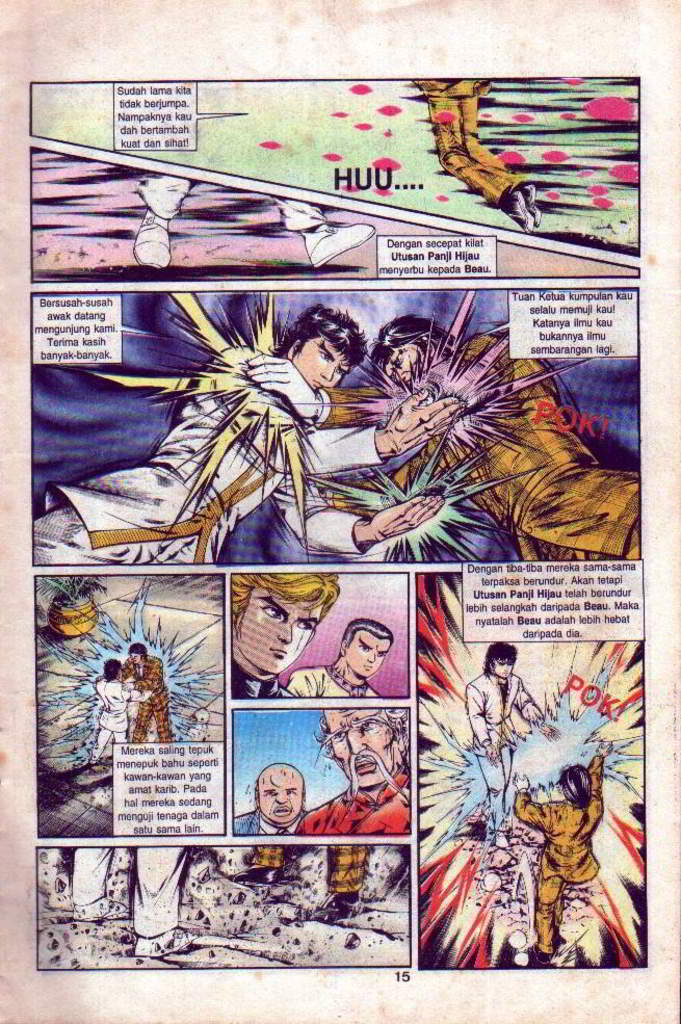 Sudah lama kita
tidak berjumpa.
Nampaknya kau
dah bertambah
kuat dan sihat!
HUU....
Dengan secepat kilat
Utusan Panji Hijau
menyerbu kepada Beau.
Bersusah-susah
awak datang
mengunjung kami.
Terima kasih
banyak-banyak.
Tuan Ketua kumpulan kau
selalu memuji kau!
Katanya ilmu kau
bukannya ilmu
sembarangan lagi.
POK!
Mereka saling tepuk
menepuk bahu seperti
kawan-kawan yang
amat karib. Pada
hal mereka sedang
menguji tenaga dalam
satu sama lain.
Dengan tiba-tiba mereka sama-sama
terpaksa berundur. Akan tetapi
Utusan Panji Hijau telah berundur
lebih selangkah daripada Beau. Maka
nyatalah Beau adalah lebih hebat
daripada dia.
POK!
15